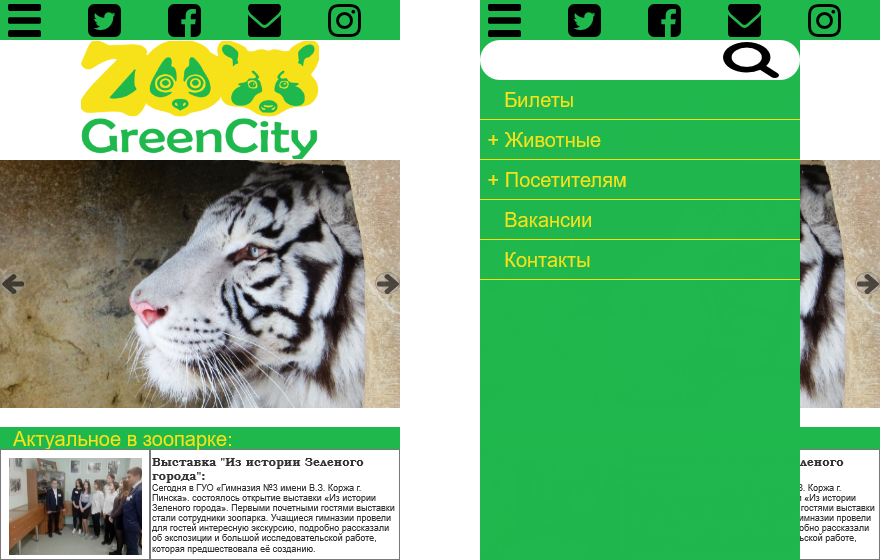 ZOO
GreenCity
Актуальное в зоопарке:
Выставка "Из истории Зеленого
города":
Сегодня в ГУО «Гимназия №3 имени В.З. Коржа г.
Пинска». состоялось открытие выставки «Из истории
Зеленого города». Первыми почетными гостями выставки
стали сотрудники зоопарка. Учащиеся гимназии провели
для гостей интересную экскурсию, подробно рассказали
об экспозиции и большой исследовательской работе,
которая предшествовала её созданию.
Билеты
+ Животные
+ Посетителям
Вакансии
Контакты
леного
З. Коржа г.
«Из истории
выставки
имназии провели
обно рассказали
ьской работе,